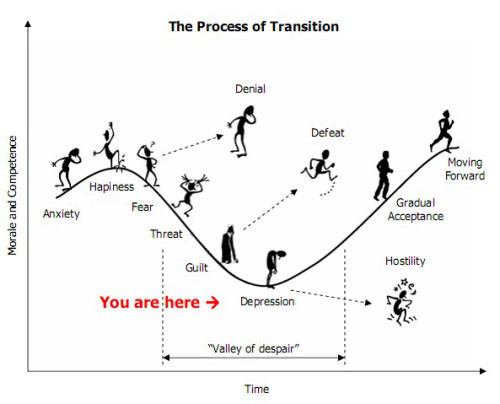 The Process of Transition
Denial
Defeat
Moving
Forward
Hapiness
Anxiety
Fear
Gradual
Acceptance
Threat
Guilt
Hostility
You are here →
Depression
“Valley of despair”
Morale and Competence
Time